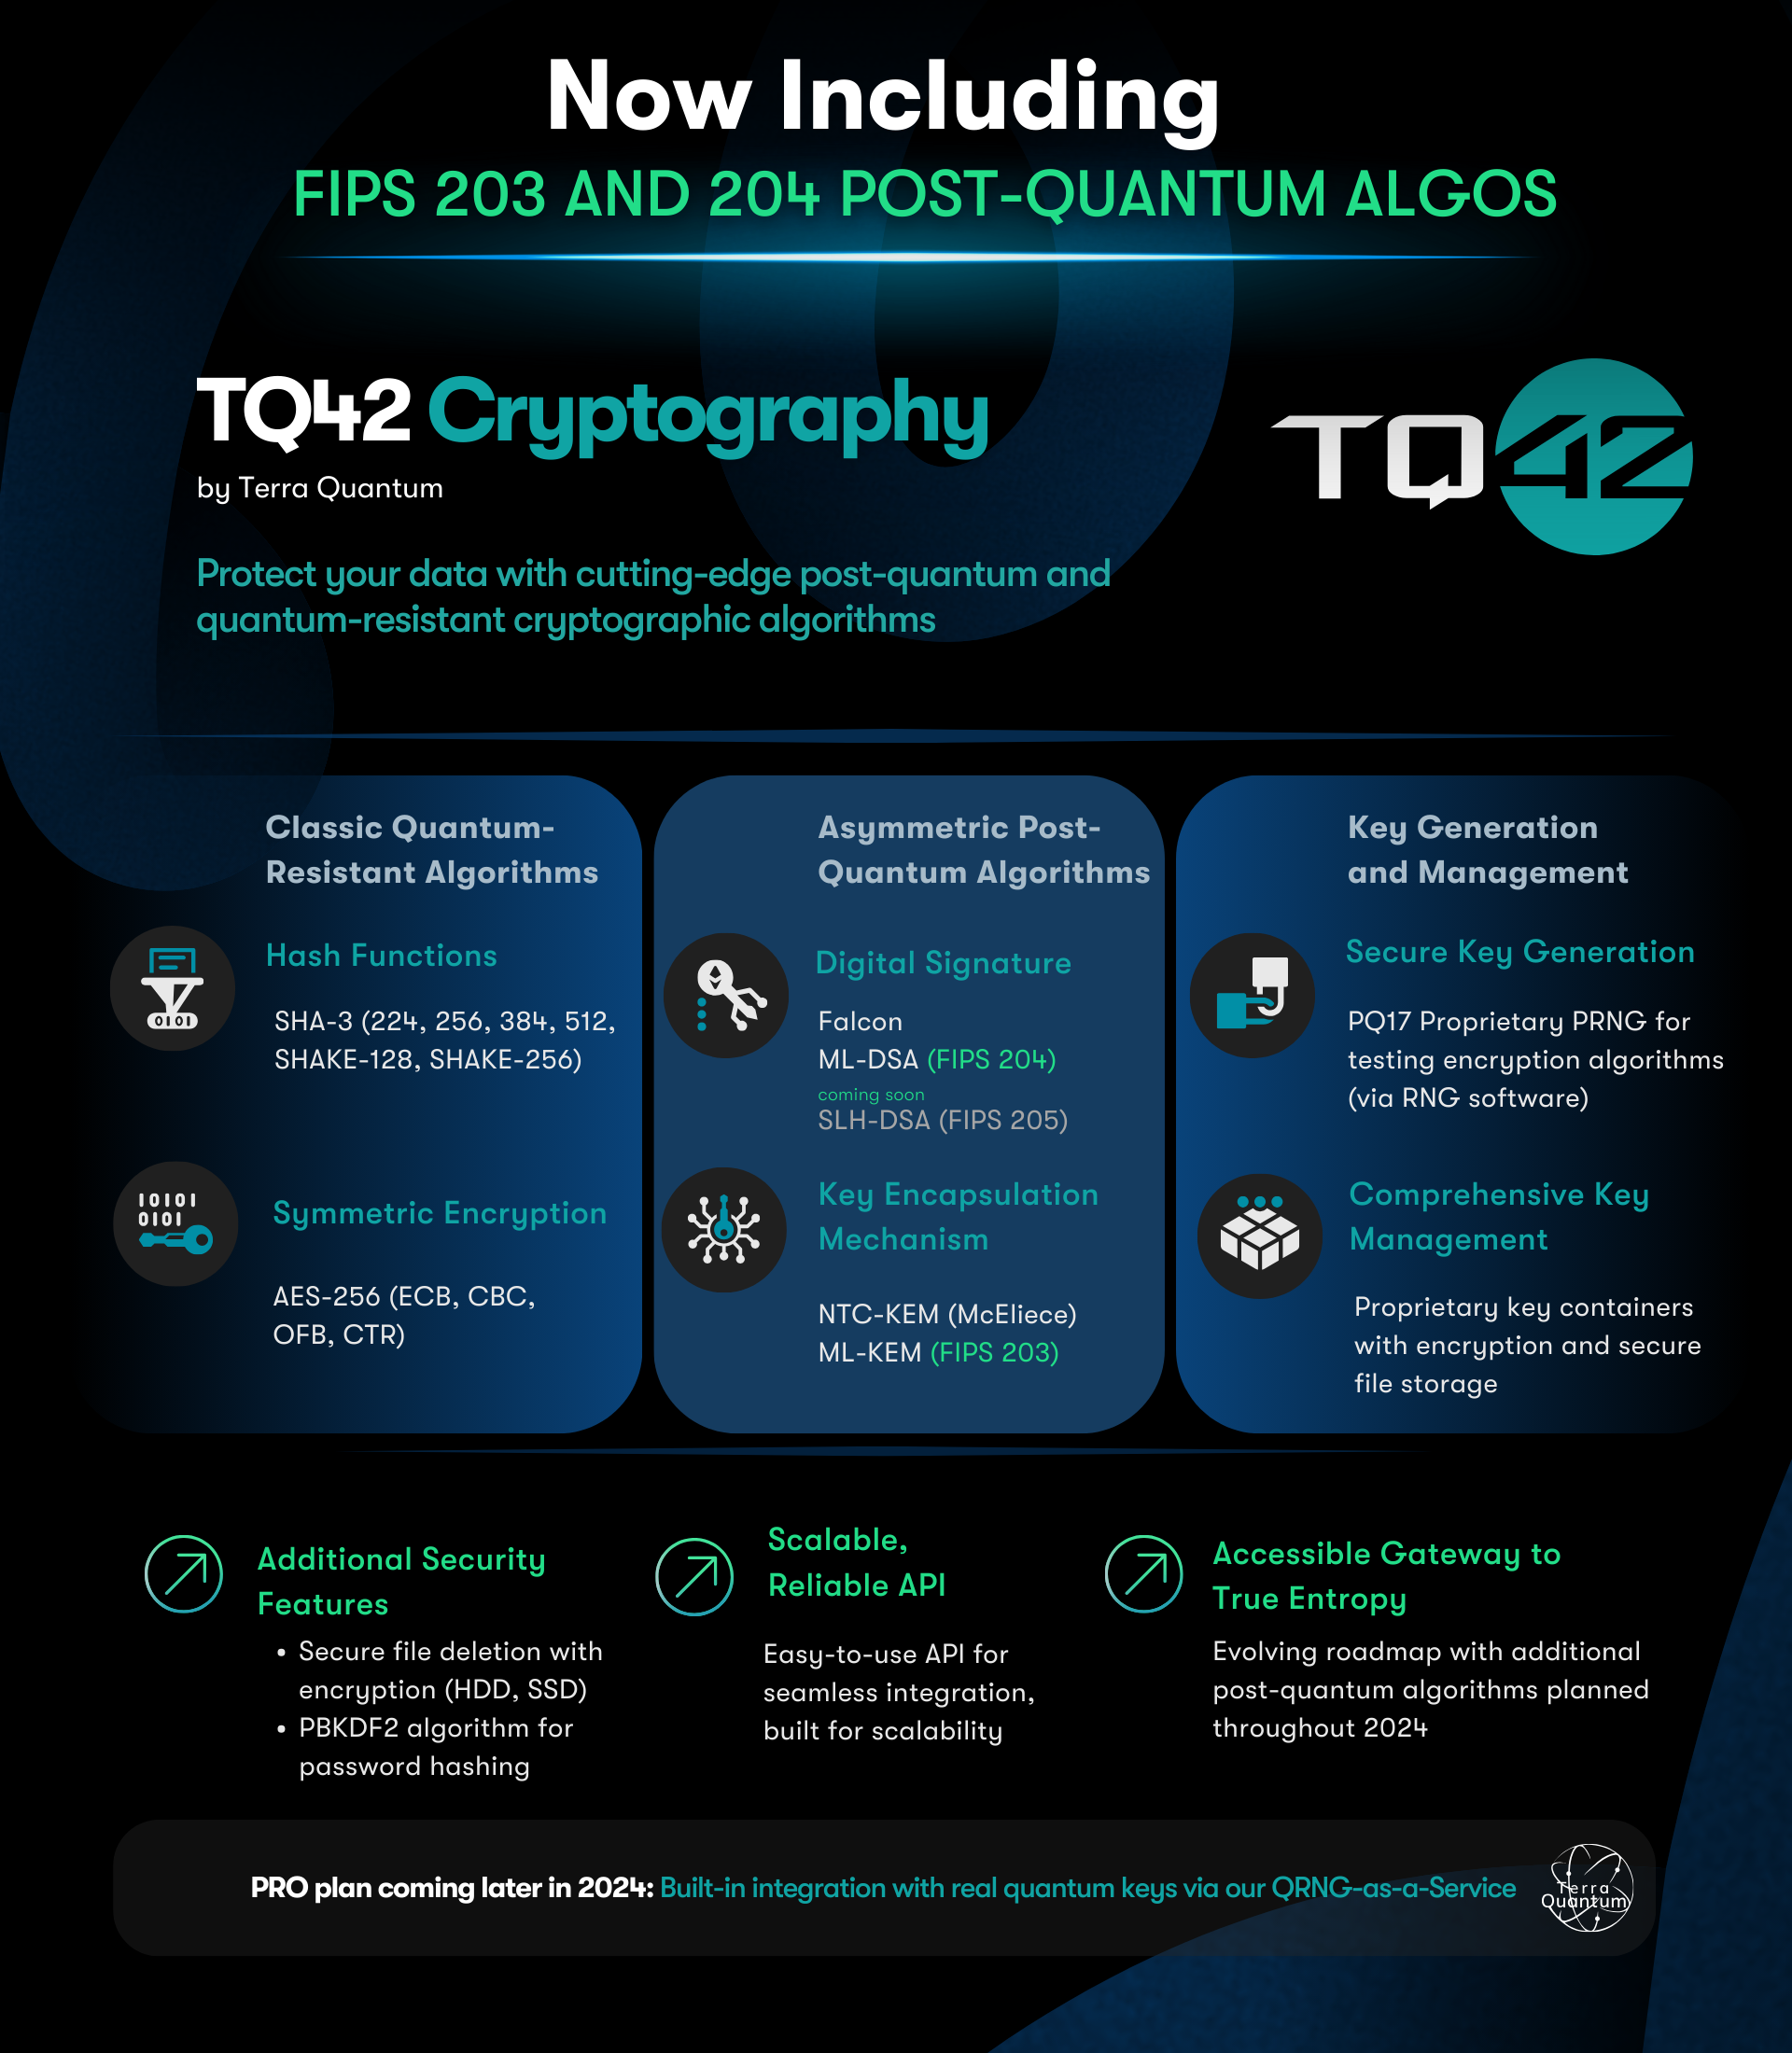 Now Including
FIPS 203 AND 204 POST-QUANTUM ALGOS
TQ42 Cryptography
by Terra Quantum
TQ42
Protect your data with cutting-edge post-quantum and
quantum-resistant cryptographic algorithms
Classic Quantum-
Resistant Algorithms
Hash Functions
0101
SHA-3 (224, 256, 384, 512,
SHAKE-128, SHAKE-256)
10101
0101
Symmetric Encryption
AES-256 (ECB, CBC,
OFB, CTR)
Asymmetric Post-
Quantum Algorithms
Digital Signature
Falcon
ML-DSA (FIPS 204)
coming soon
SLH-DSA (FIPS 205)
Key Encapsulation
Mechanism
NTC-KEM (McEliece)
ML-KEM (FIPS 203)
Key Generation
and Management
Secure Key Generation
PQ17 Proprietary PRNG for
testing encryption algorithms
(via RNG software)
Comprehensive Key
Management
Proprietary key containers
with encryption and secure
file storage
Additional Security
Features
• Secure file deletion with
encryption (HDD, SSD)
• PBKDF2 algorithm for
password hashing
Scalable,
Reliable API
Easy-to-use API for
seamless integration,
built for scalability
Accessible Gateway to
True Entropy
Evolving roadmap with additional
post-quantum algorithms planned
throughout 2024
PRO plan coming later in 2024: Built-in integration with real quantum keys via our QRNG-as-a-Service
Terra
Quantum